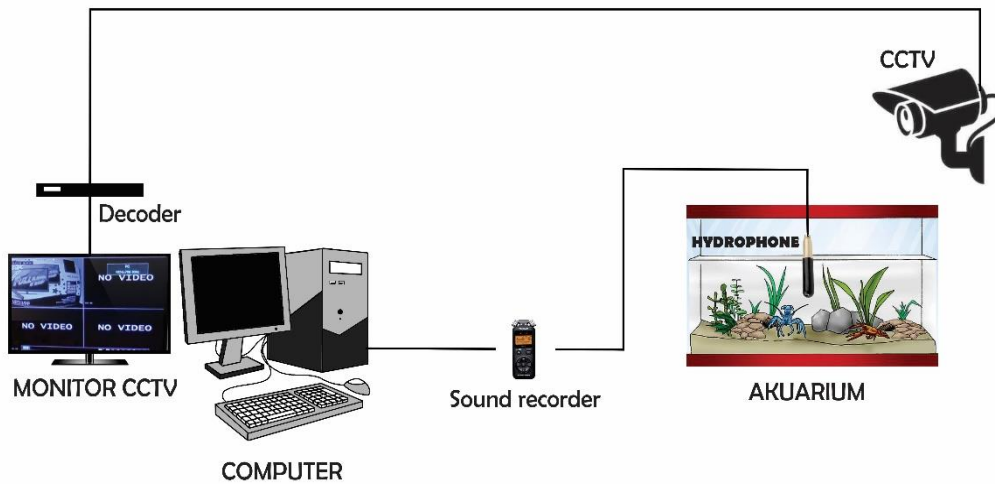 CCTV
Decoder
HYDROPHONE
NO VIDEO
NO VIDEO
NO VIDEO
MONITOR CCTV
Sound recorder
AKUARIUM
COMPUTER